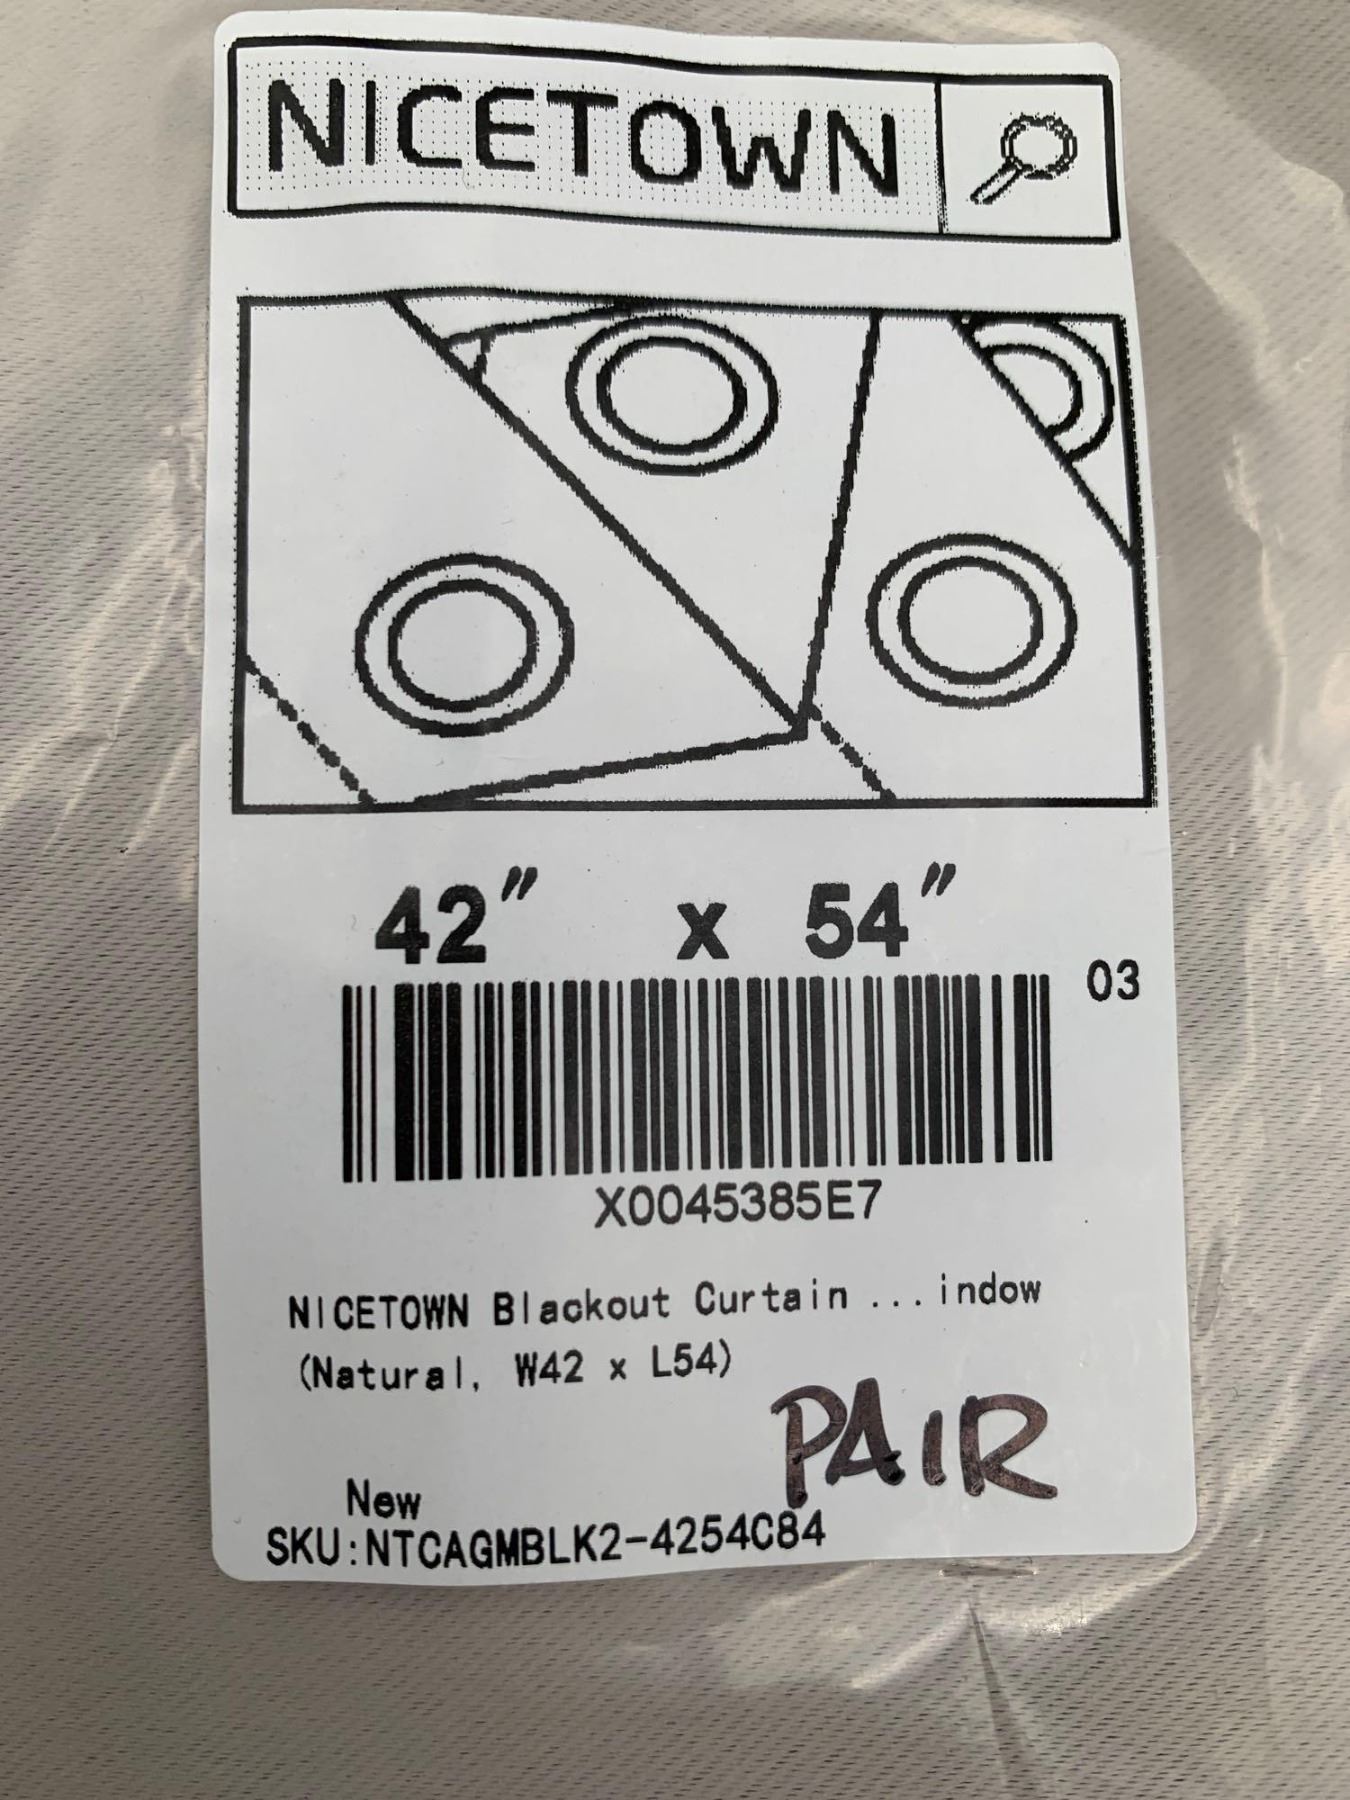 NICETOWN
42" x 54"
03
X0045385E7
NICETOWN Blackout Curtain ...indow
(Natural, W42 x L54)
PAIR
New
SKU:NTCAGMBLK2-4254C84